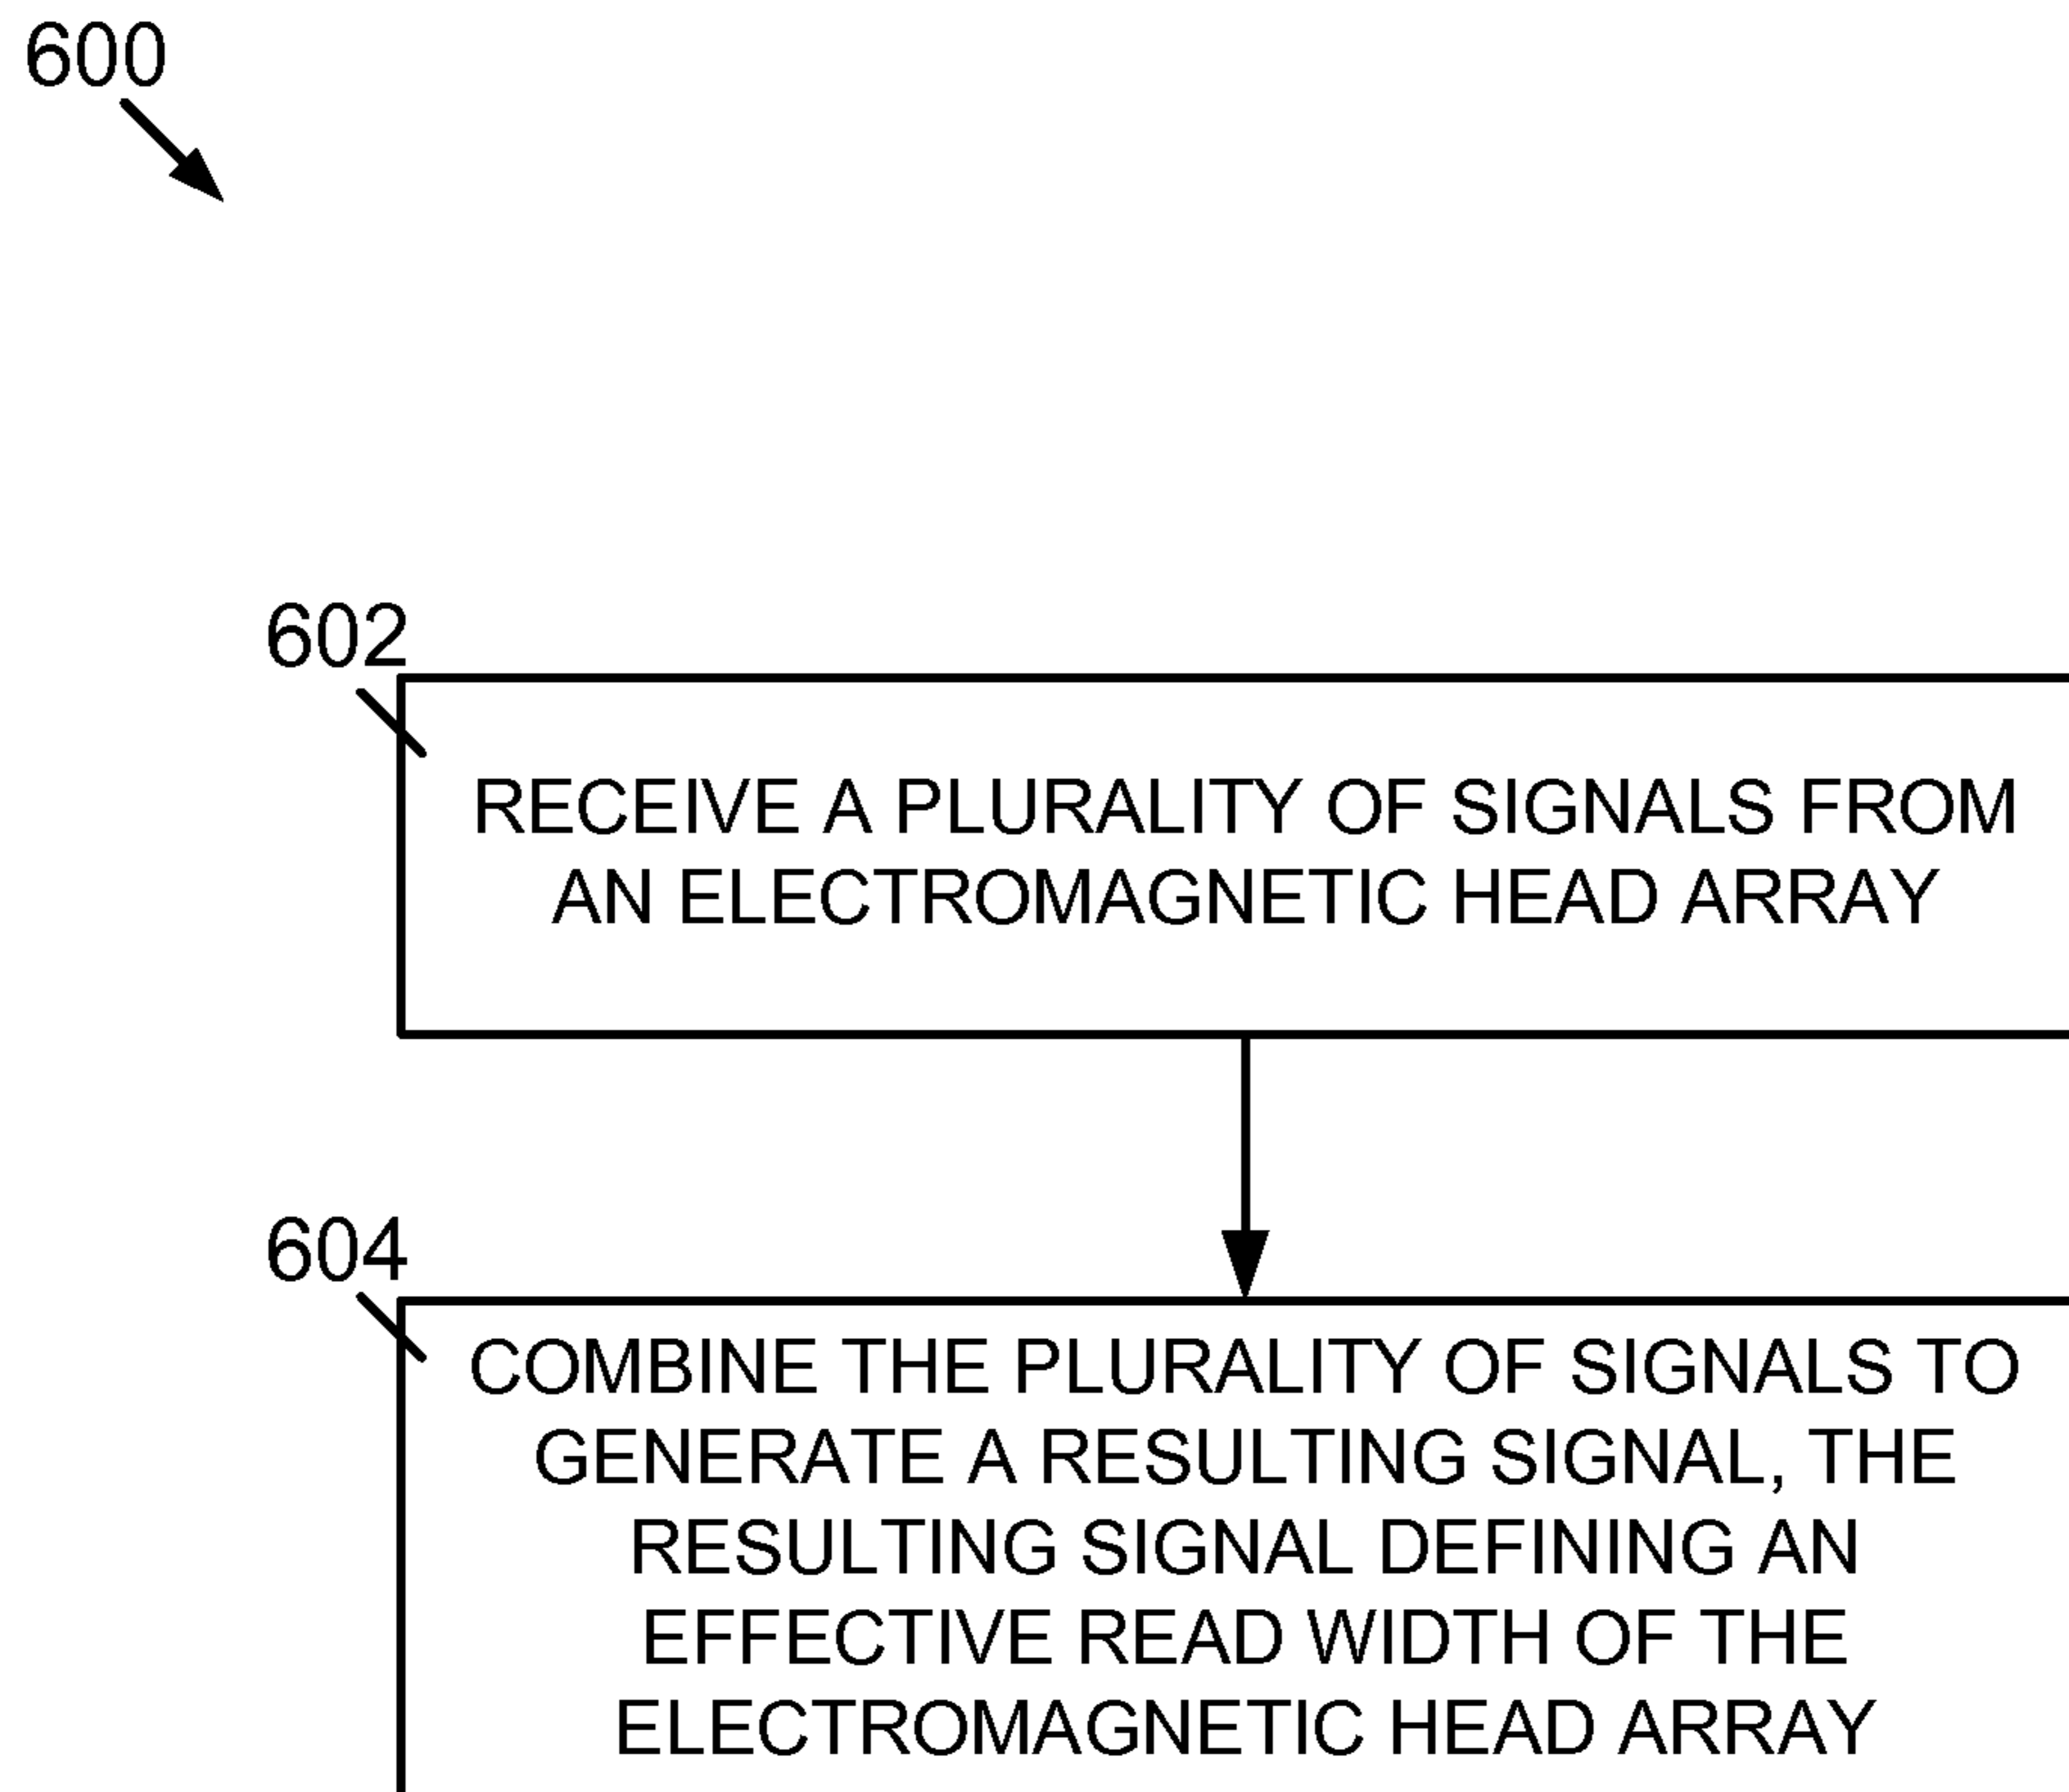 600
602
RECEIVE A PLURALITY OF SIGNALS FROM
AN ELECTROMAGNETIC HEAD ARRAY
604
COMBINE THE PLURALITY OF SIGNALS TO
GENERATE A RESULTING SIGNAL, THE
RESULTING SIGNAL DEFINING AN
EFFECTIVE READ WIDTH OF THE
ELECTROMAGNETIC HEAD ARRAY